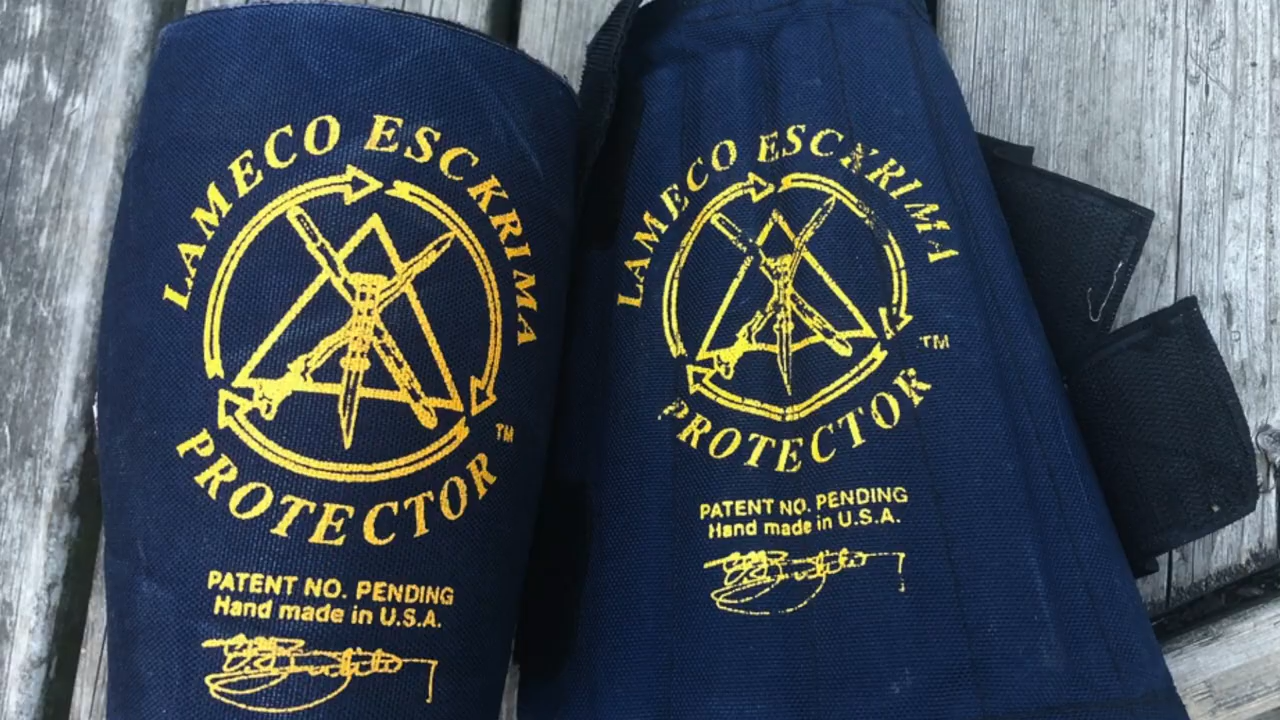 LAMECO ESCKRIMA
PROTECTOR ™
PATENT NO. PENDING
Hand made in U.S.A.
LAMECO ESCKRIMA
PROTECTOR ™
PATENT NO. PENDING
Hand made in U.S.A.